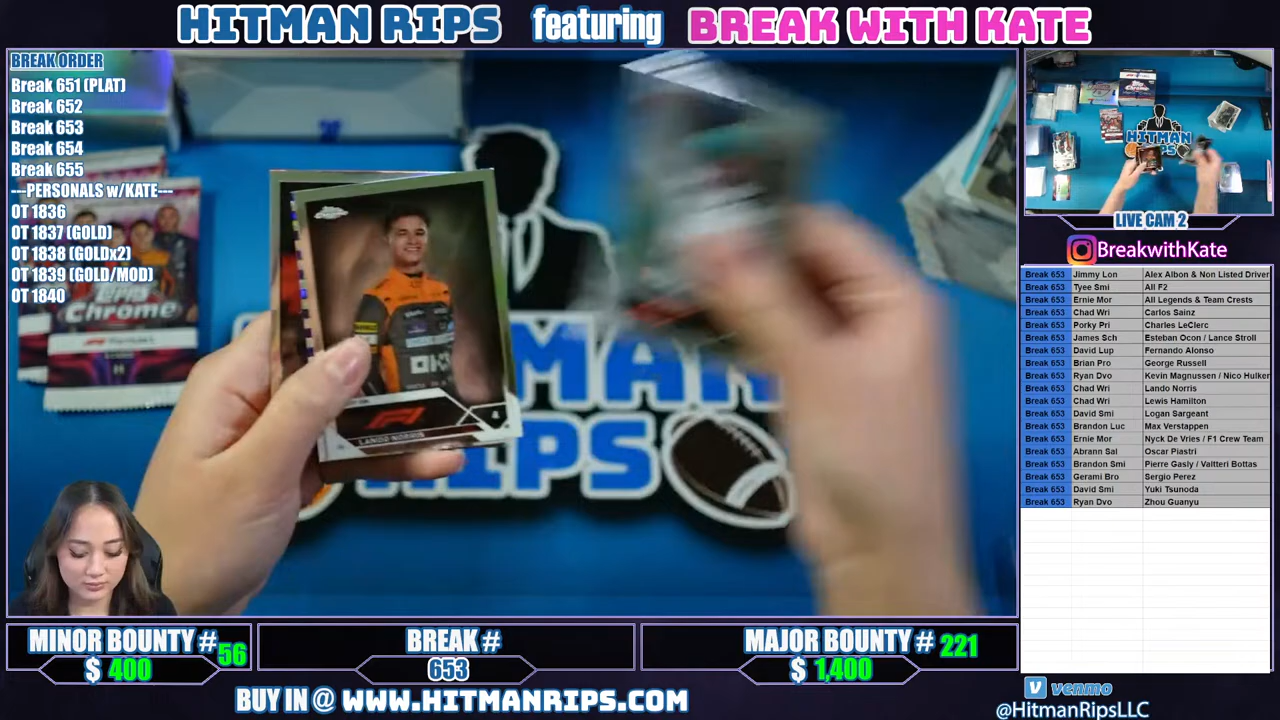 HITMAN RIPS featuring BREAK WITH KATE
BREAK ORDER
Break 651 (PLAT)
Break 652
Break 653
Break 654
Break 655
---PERSONALS w/KATE---
OT 1836
OT 1837 (GOLD)
OT 1838 (GOLDx2)
OT 1839 (GOLD/MOD)
OT 1840
Chrome
F1
LANDO NORRIS
4
MAN
RIPS
HITMAN
RIPS
LIVE CAM 2
BreakwithKate
Break 653 Jimmy Lon Alex Albon & Non Listed Driver
Break 653 Tyee Smi All F2
Break 653 Ernie Mor All Legends & Team Crests
Break 653 Chad Wri Carlos Sainz
Break 653 Porky Pri Charles LeClerc
Break 653 James Sch Esteban Ocon / Lance Stroll
Break 653 David Lup Fernando Alonso
Break 653 Brian Pro George Russell
Break 653 Ryan Dvo Kevin Magnussen / Nico Hulker
Break 653 Chad Wri Lando Norris
Break 653 Chad Wri Lewis Hamilton
Break 653 David Smi Logan Sargeant
Break 653 Brandon Luc Max Verstappen
Break 653 Ernie Mor Nyck De Vries / F1 Crew Team
Break 653 Abrann Sal Oscar Piastri
Break 653 Brandon Smi Pierre Gasly / Valtteri Bottas
Break 653 Gerami Bro Sergio Perez
Break 653 David Smi Yuki Tsunoda
Break 653 Ryan Dvo Zhou Guanyu
MINOR BOUNTY # 56
$ 400
BREAK #
653
MAJOR BOUNTY # 221
$ 1,400
BUY IN @ WWW.HITMANRIPS.COM
venmo
@HitmanRipsLLC